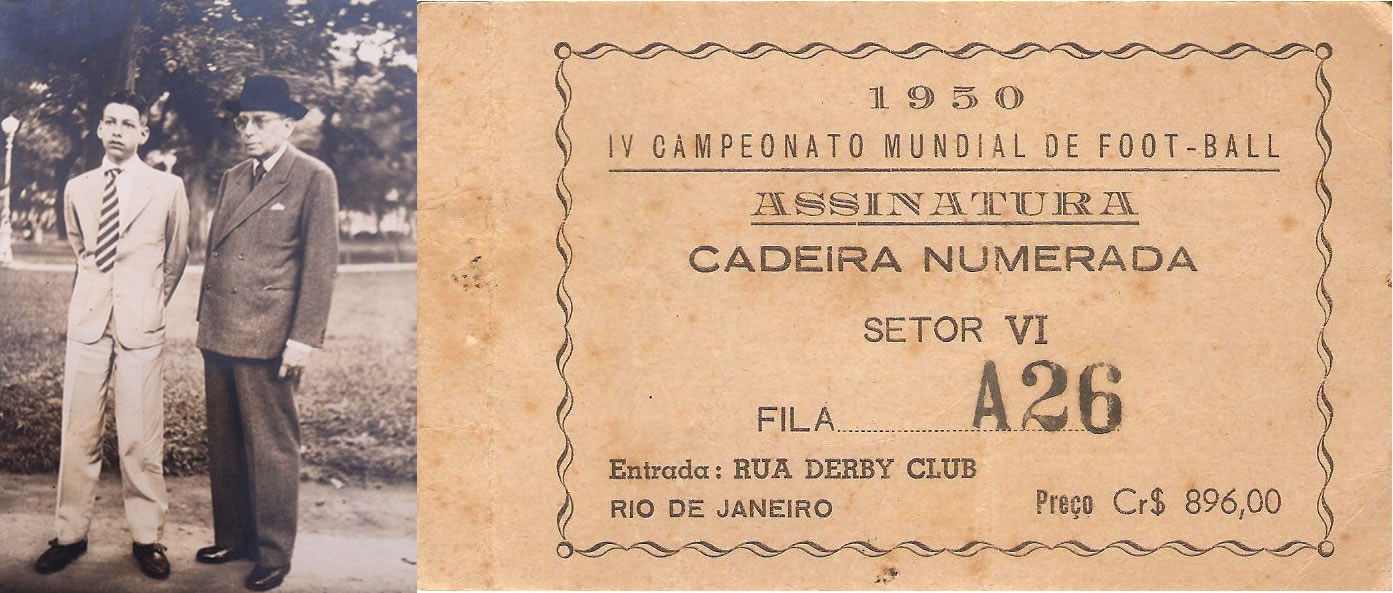 1950
IV CAMPEONATO MUNDIAL DE FOOT-BALL
ASSINATURA
CADEIRA NUMERADA
SETOR VI
FILA A26
Entrada: RUA DERBY CLUB
RIO DE JANEIRO Preço Cr$ 896,00